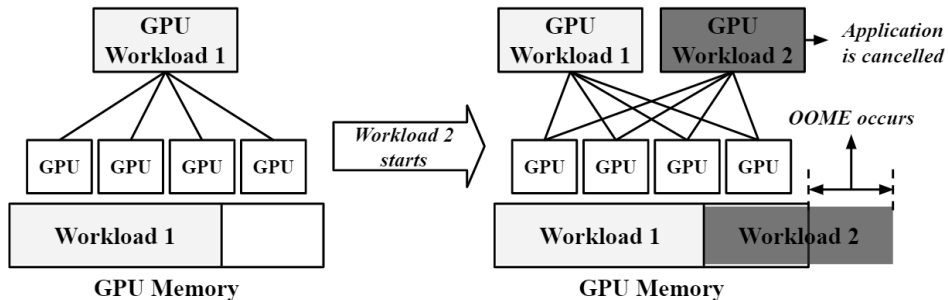 GPU
Workload 1
GPU
GPU
GPU
GPU
Workload 1
GPU Memory
Workload 2
starts
GPU
Workload 1
GPU
Workload 2
Application
is cancelled
OOME occurs
GPU
GPU
GPU
GPU
Workload 1
Workload 2
GPU Memory